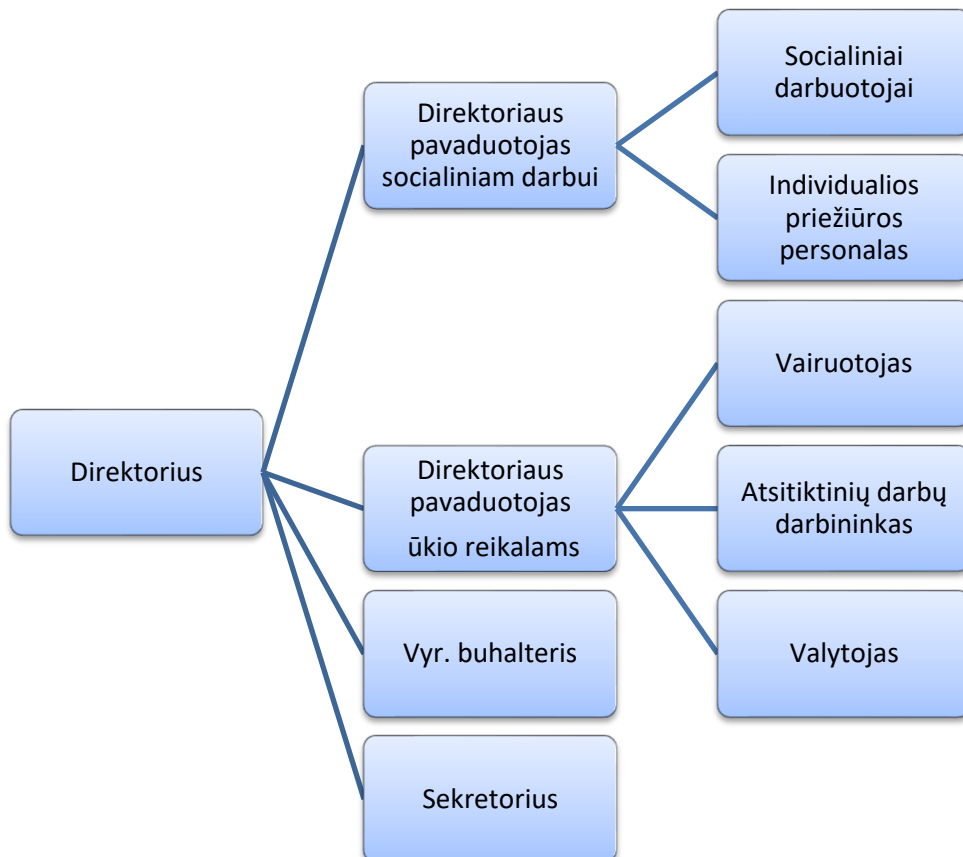 Direktorius
Direktoriaus
pavaduotojas
socialiniam darbui
Socialiniai
darbuotojai
Individualios
priežiūros
personalas
Direktoriaus
pavaduotojas
ūkio reikalams
Vairuotojas
Atsitiktinių darbų
darbininkas
Valytojas
Vyr. buhalteris
Sekretorius